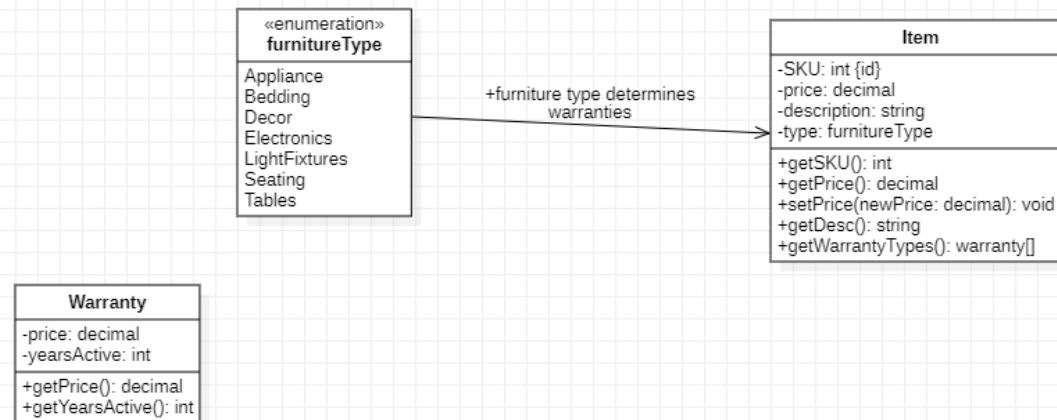 «enumeration»
furnitureType
Appliance
Bedding
Decor
Electronics
LightFixtures
Seating
Tables
+furniture type determines
warranties
Item
-SKU: int {id}
-price: decimal
-description: string
-type: furnitureType
+getSKU(): int
+getPrice(): decimal
+setPrice(newPrice: decimal): void
+getDesc(): string
+getWarrantyTypes(): warranty[]
Warranty
-price: decimal
-yearsActive: int
+getPrice(): decimal
+getYearsActive(): int